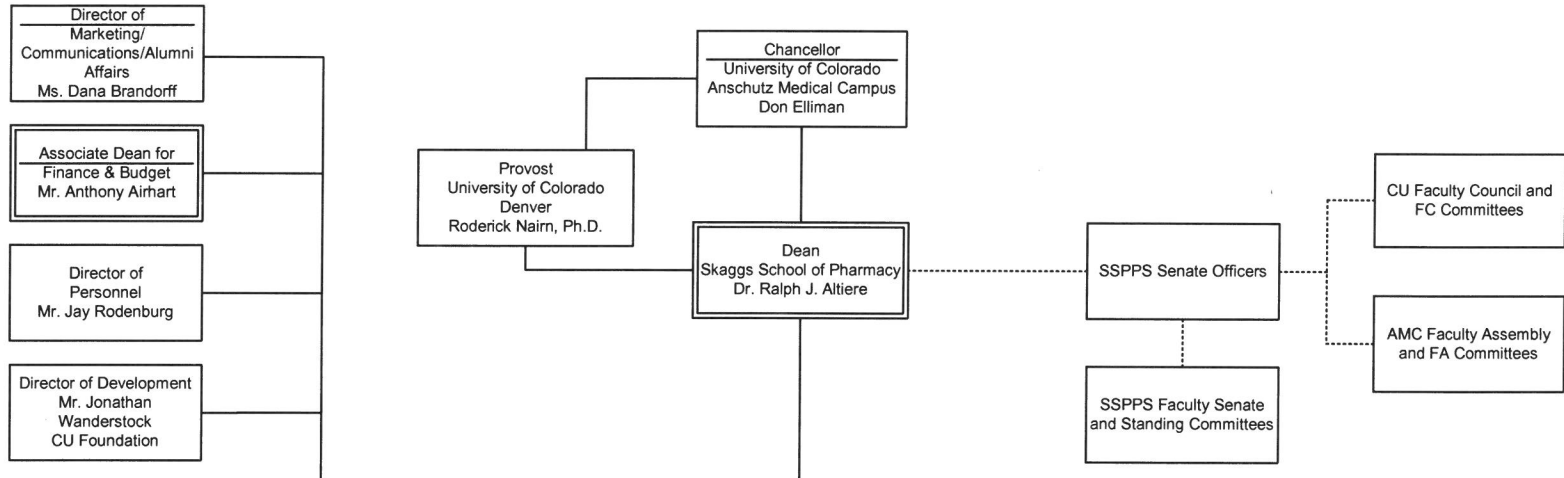 Director of
Marketing/
Communications/Alumni
Affairs
Ms. Dana Brandorff
Associate Dean for
Finance & Budget
Mr. Anthony Airhart
Director of
Personnel
Mr. Jay Rodenburg
Director of Development
Mr. Jonathan
Wanderstock
CU Foundation
Chancellor
University of Colorado
Anschutz Medical Campus
Don Elliman
Provost
University of Colorado
Denver
Roderick Nairn, Ph.D.
Dean
Skaggs School of Pharmacy
Dr. Ralph J. Altiere
SSPPS Senate Officers
SSPPS Faculty Senate
and Standing Committees
CU Faculty Council and
FC Committees
AMC Faculty Assembly
and FA Committees